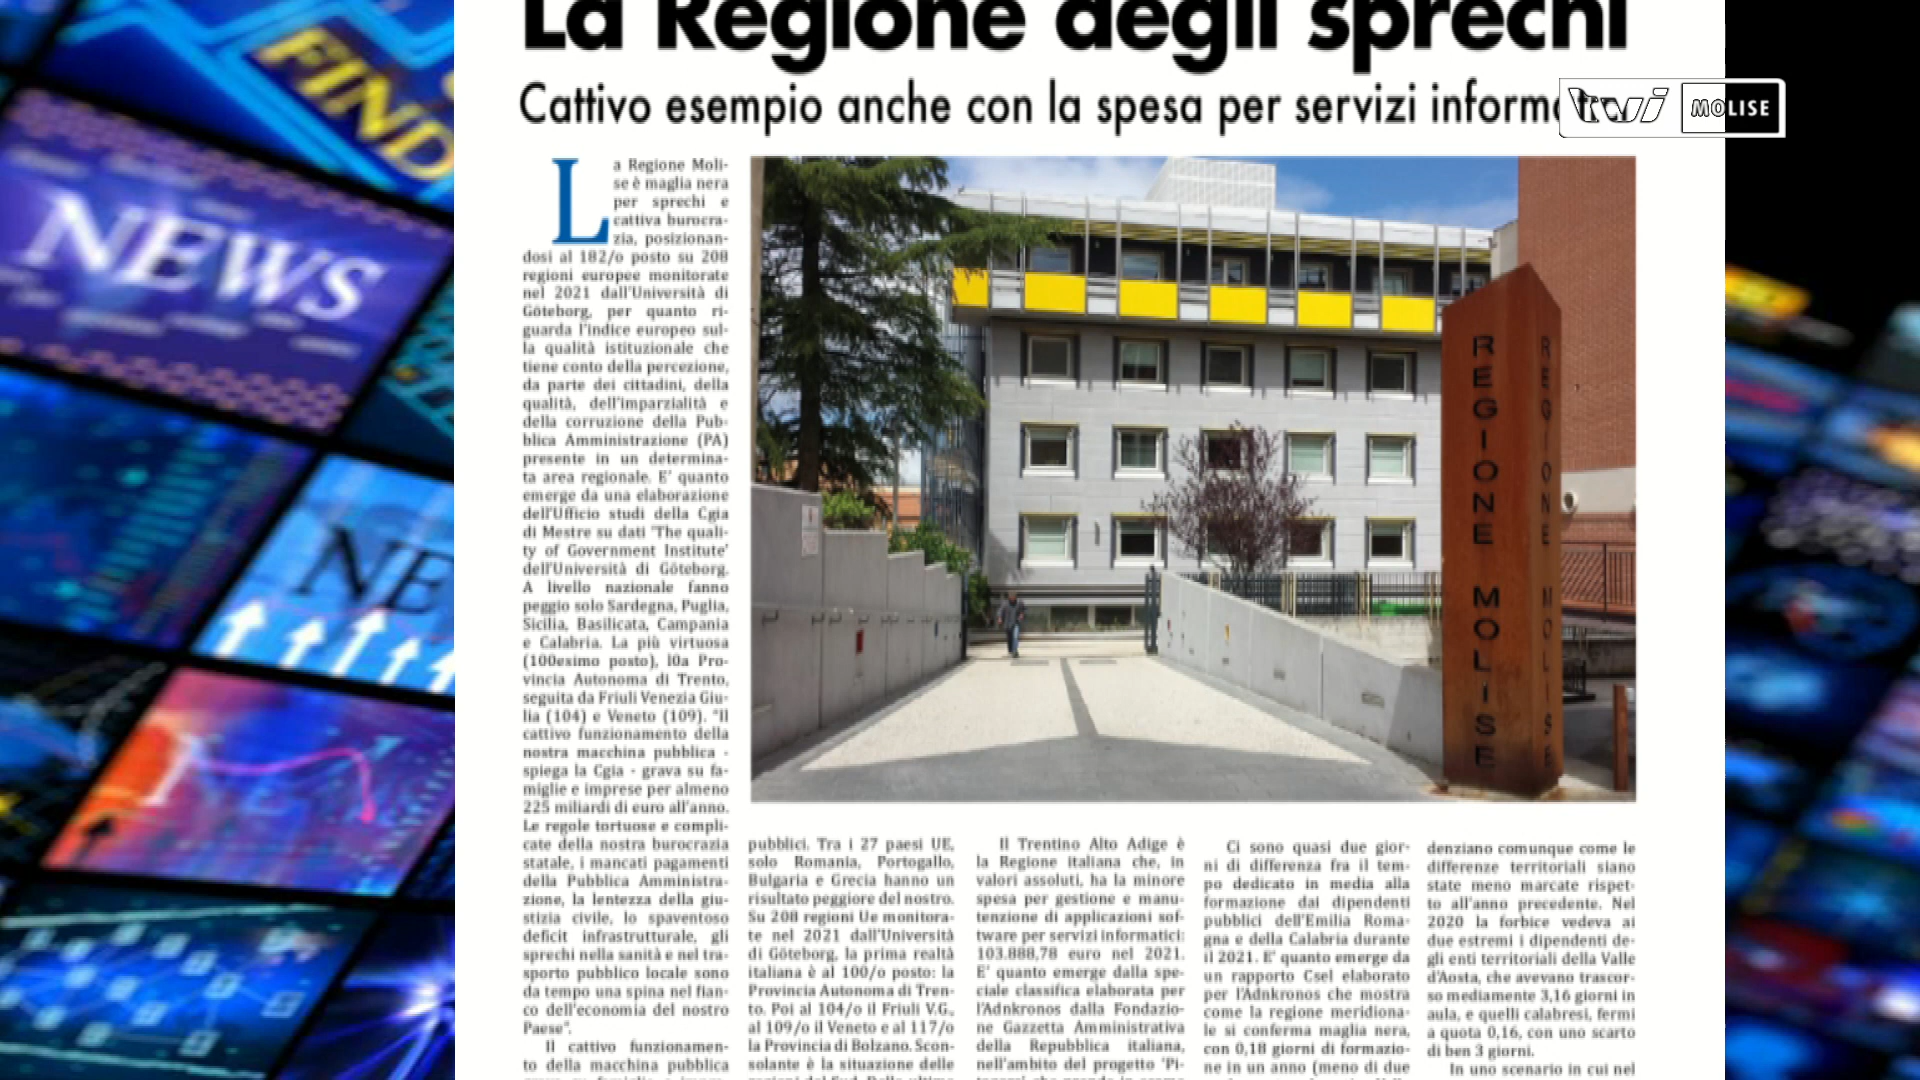 La Regione degli sprechi
Cattivo esempio anche con la spesa per servizi informa
tvi MOLISE
FIND
NEWS
NE
La Regione Moli-
se è maglia nera
per sprechi e
cattiva burocra-
zia, posizionan-
dosi al 182/o posto su 208
regioni europee monitorate
nel 2021 dall'Università di
Göteborg, per quanto ri-
guarda l'indice europeo sul-
la qualità istituzionale che
tiene conto della percezione,
da parte dei cittadini, della
qualità, dell'imparzialità e
della corruzione della Pub-
blica Amministrazione (PA)
presente in un determina-
ta area regionale. E' quanto
emerge da una elaborazione
dell'Ufficio studi della Cgia
di Mestre su dati 'The quali-
ty of Government Institute'
dell'Università di Göteborg.
A livello nazionale fanno
peggio solo Sardegna, Puglia,
Sicilia, Basilicata, Campania
e Calabria. La più virtuosa
(100esimo posto), l0a Pro-
vincia Autonoma di Trento,
seguita da Friuli Venezia Giu-
lia (104) e Veneto (109). "Il
cattivo funzionamento della
nostra macchina pubblica -
spiega la Cgia - grava su fa-
miglie e imprese per almeno
225 miliardi di euro all'anno.
Le regole tortuose e compli-
cate della nostra burocrazia
statale, i mancati pagamenti
della Pubblica Amministra-
zione, la lentezza della giu-
stizia civile, lo spaventoso
deficit infrastrutturale, gli
sprechi nella sanità e nel tra-
sporto pubblico locale sono
da tempo una spina nel fian-
co dell'economia del nostro
Paese".
Il cattivo funzionamen-
to della macchina pubblica
REGIONE MOLISE
REGIONE MOLISE
pubblici. Tra i 27 paesi UE,
solo Romania, Portogallo,
Bulgaria e Grecia hanno un
risultato peggiore del nostro.
Su 208 regioni Ue monitora-
te nel 2021 dall'Università
di Göteborg, la prima realtà
italiana è al 100/o posto: la
Provincia Autonoma di Tren-
to. Poi al 104/o il Friuli V.G.,
al 109/o il Veneto e al 117/o
la Provincia di Bolzano. Scon-
solante è la situazione delle
Il Trentino Alto Adige è
la Regione italiana che, in
valori assoluti, ha la minore
spesa per gestione e manu-
tenzione di applicazioni sof-
tware per servizi informatici:
103.888,78 euro nel 2021.
E' quanto emerge dalla spe-
ciale classifica elaborata per
l'Adnkronos dalla Fondazio-
ne Gazzetta Amministrativa
della Repubblica italiana,
nell'ambito del progetto 'Pi-
Ci sono quasi due gior-
ni di differenza fra il tem-
po dedicato in media alla
formazione dai dipendenti
pubblici dell'Emilia Roma-
gna e della Calabria durante
il 2021. E' quanto emerge da
un rapporto Csel elaborato
per l'Adnkronos che mostra
come la regione meridiona-
le si conferma maglia nera,
con 0,18 giorni di formazio-
ne in un anno (meno di due
denziano comunque come le
differenze territoriali siano
state meno marcate rispet-
to all'anno precedente. Nel
2020 la forbice vedeva ai
due estremi i dipendenti de-
gli enti territoriali della Valle
d'Aosta, che avevano trascor-
so mediamente 3,16 giorni in
aula, e quelli calabresi, fermi
a quota 0,16, con uno scarto
di ben 3 giorni.
In uno scenario in cui nel